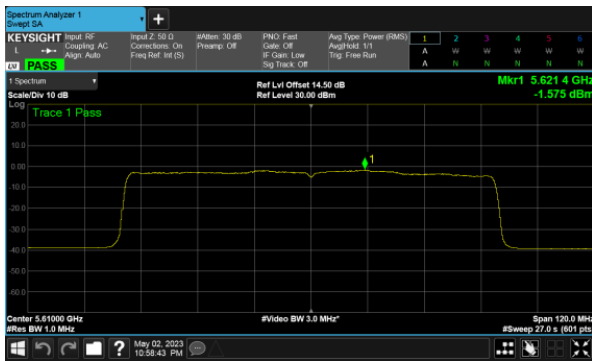 Spectrum Analyzer 1
Swept SA
+
KEYSIGHT
L
LXI
PASS
Input: RF
Coupling: AC
Align: Auto
Input Z: 50 Ω
Corrections: On
Freq Ref: Int (S)
#Atten: 30 dB
Preamp: Off
PNO: Fast
Gate: Off
IF Gain: Low
Sig Track: Off
Avg Type: Power (RMS)
Avg|Hold: 1/1
Trig: Free Run
1 2 3 4 5 6
A W W W W W
A N N N N N
1 Spectrum
Scale/Div 10 dB
Ref Lvl Offset 14.50 dB
Ref Level 30.00 dBm
Mkr1 5.621 4 GHz
-1.575 dBm
Log
Trace 1 Pass
20.0
10.0
0.00
-10.0
-20.0
-30.0
-40.0
-50.0
-60.0
1
Center 5.61000 GHz
#Res BW 1.0 MHz
#Video BW 3.0 MHz*
Span 120.0 MHz
#Sweep 27.0 s (601 pts)
?
May 02, 2023
10:58:43 PM